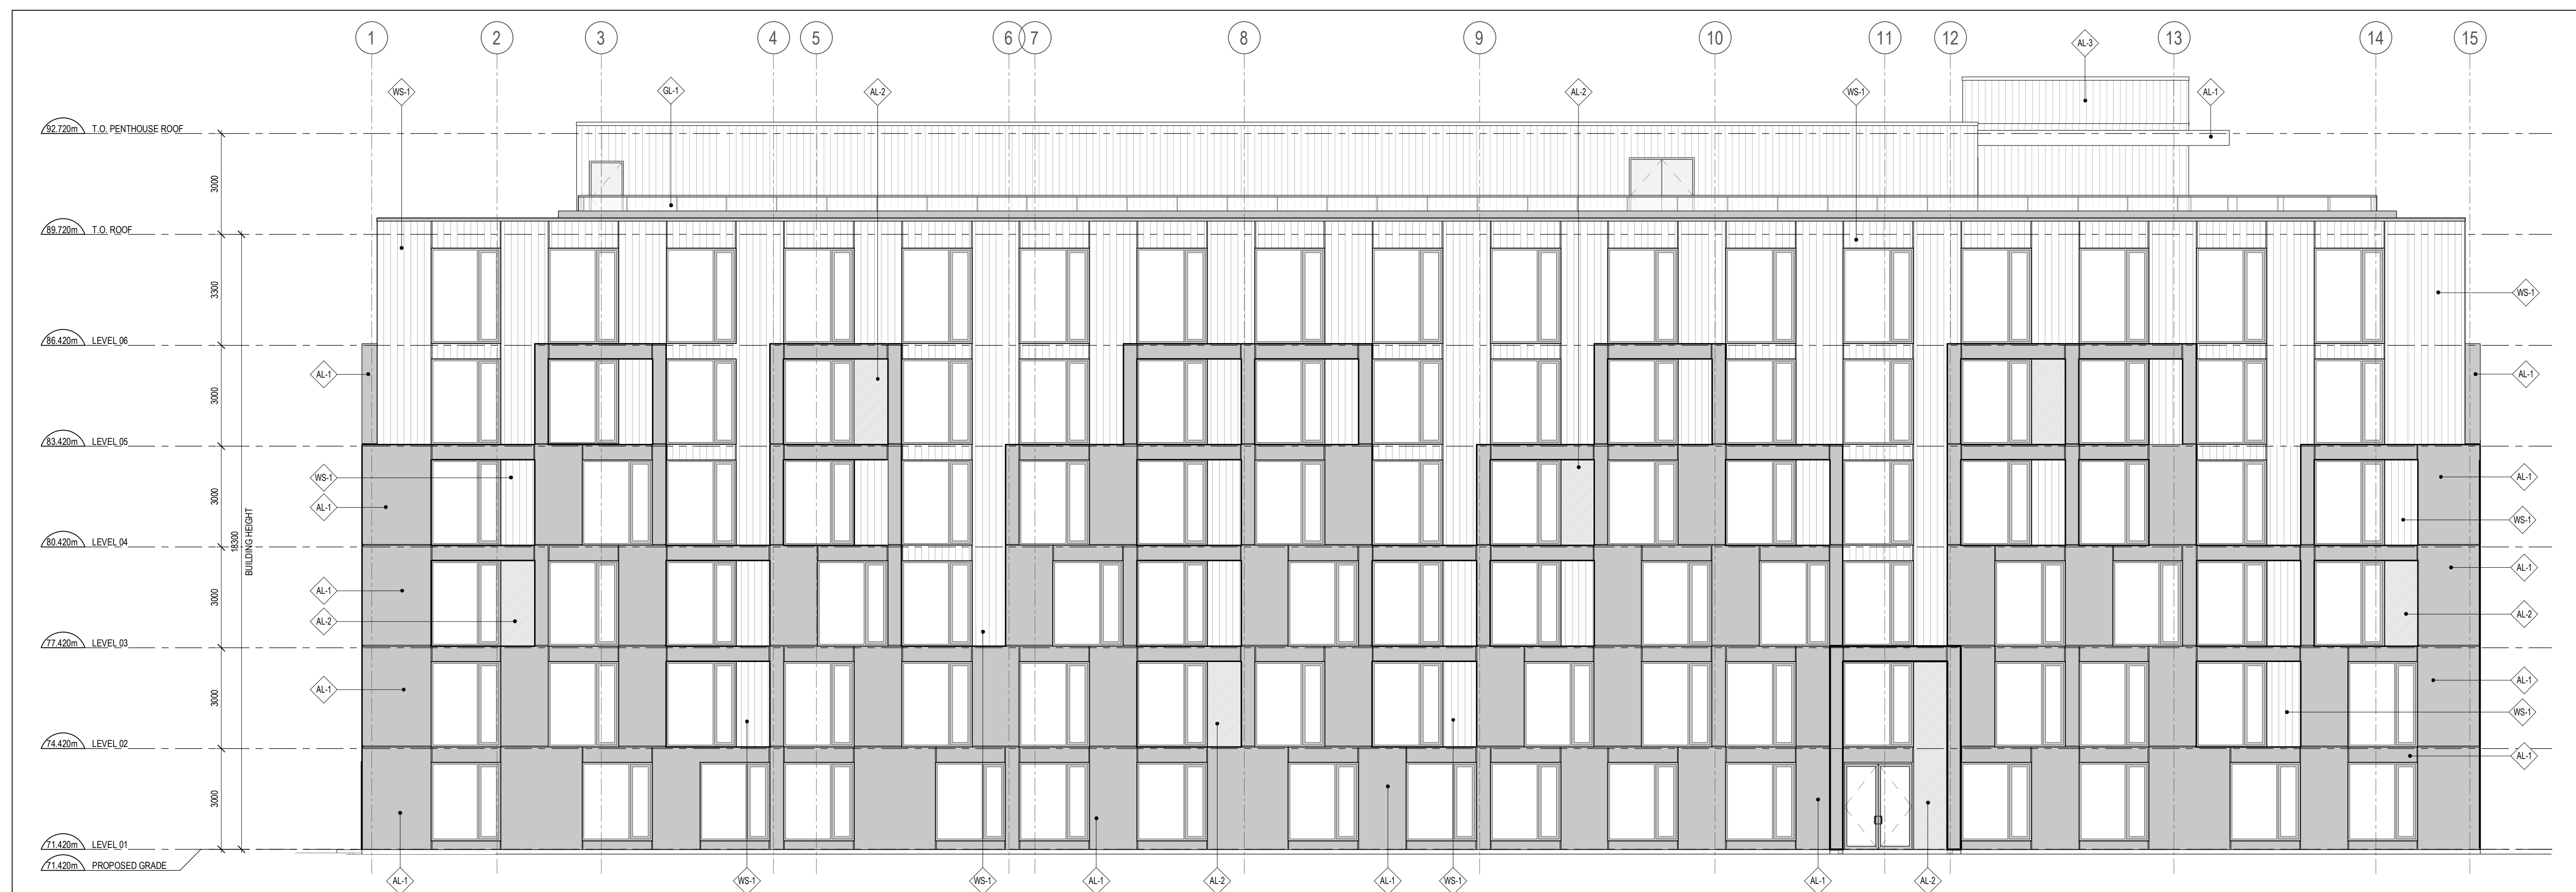 1 2 3 4 5 6 7 8 9 10 11 12 13 14 15
AL-3
WS-1 GL-1 AL-2 AL-2 WS-1 AL-1
92.720m T.O. PENTHOUSE ROOF
3000
89.720m T.O. ROOF
3300
WS-1
86.420m LEVEL 06
AL-1 AL-1
3000
83.420m LEVEL 05
WS-1 AL-1
3000
AL-1 WS-1
18300
BUILDING HEIGHT
80.420m LEVEL 04
AL-1
AL-1
3000
AL-2 AL-2
77.420m LEVEL 03
AL-1 AL-1
3000
WS-1
74.420m LEVEL 02
AL-1
3000
71.420m LEVEL 01
71.420m PROPOSED GRADE
AL-1 WS-1 WS-1 AL-1 AL-2 AL-1 WS-1 AL-1 AL-2